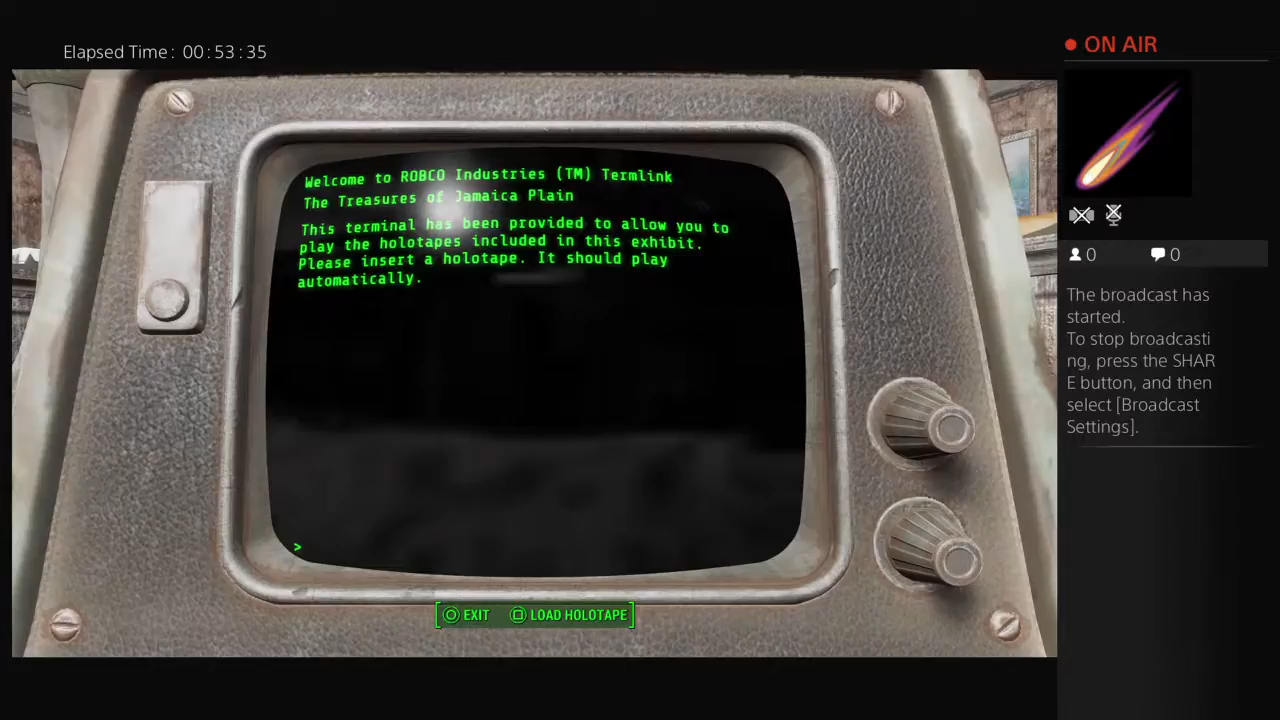 Elapsed Time: 00:53:35
ON AIR
Welcome to ROBCO Industries (TM) Termlink
The Treasures of Jamaica Plain
This terminal has been provided to allow you to
play the holotapes included in this exhibit.
Please insert a holotape. It should play
automatically.
>
EXIT LOAD HOLOTAPE
0 0
The broadcast has
started.
To stop broadcasti
ng, press the SHAR
E button, and then
select [Broadcast
Settings].